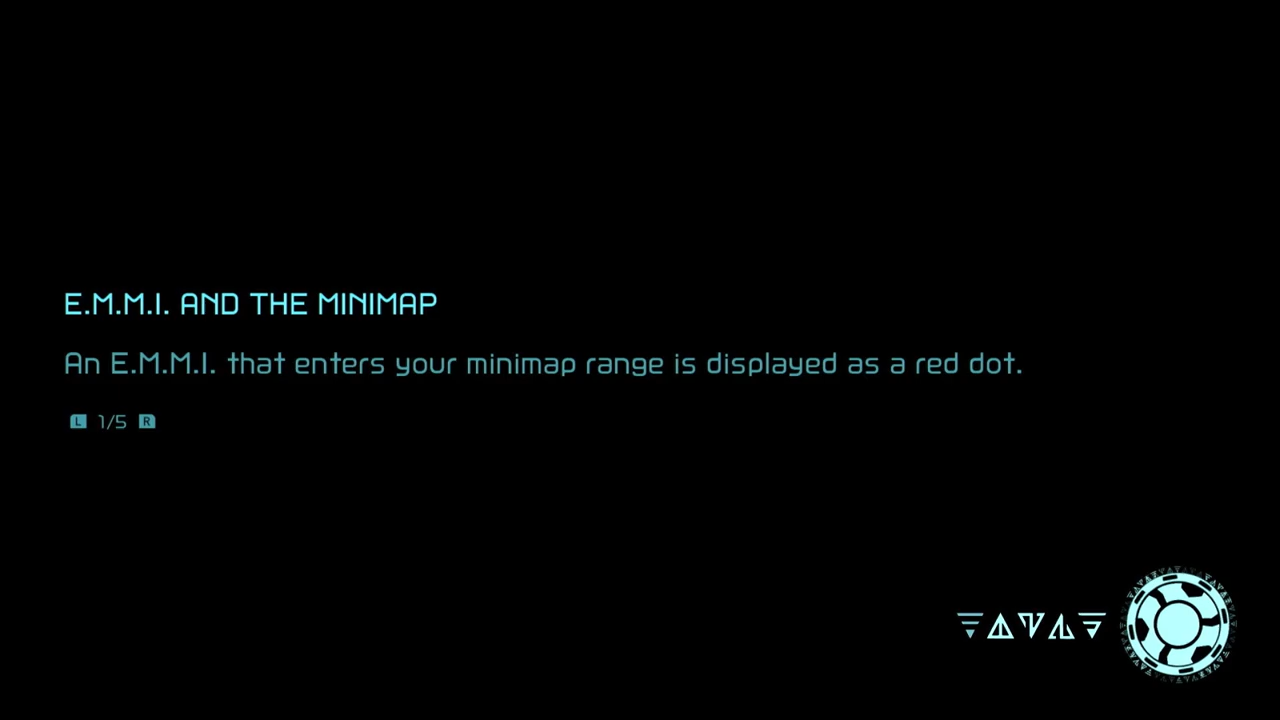 E.M.M.I. AND THE MINIMAP
An E.M.M.I. that enters your minimap range is displayed as a red dot.
L 1/5 R